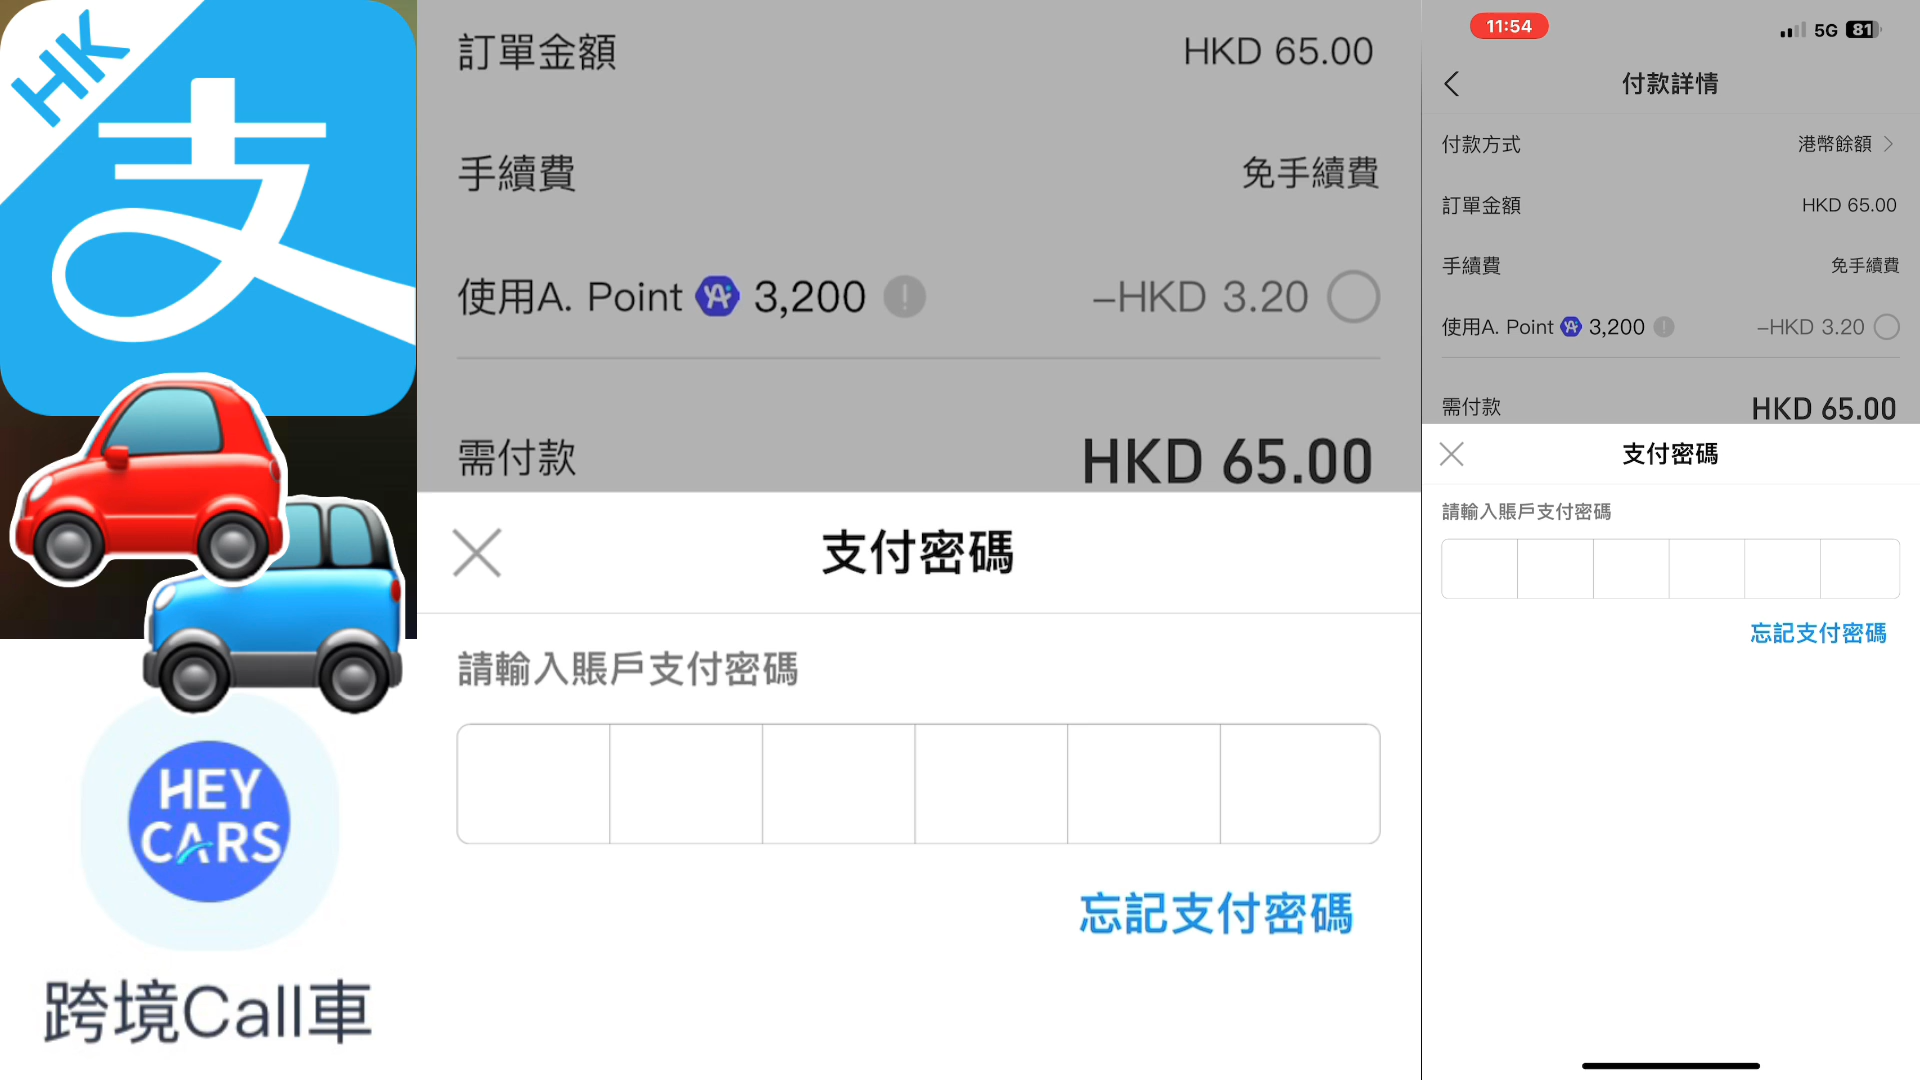 HK
支
HEY
CARS
跨境Call車
訂單金額 HKD 65.00
手續費 免手續費
使用A. Point 3,200 -HKD 3.20
需付款 HKD 65.00
支付密碼
請輸入賬戶支付密碼
忘記支付密碼
11:54 5G 81
付款詳情
付款方式 港幣餘額
訂單金額 HKD 65.00
手續費 免手續費
使用A. Point 3,200 -HKD 3.20
需付款 HKD 65.00
支付密碼
請輸入賬戶支付密碼
忘記支付密碼